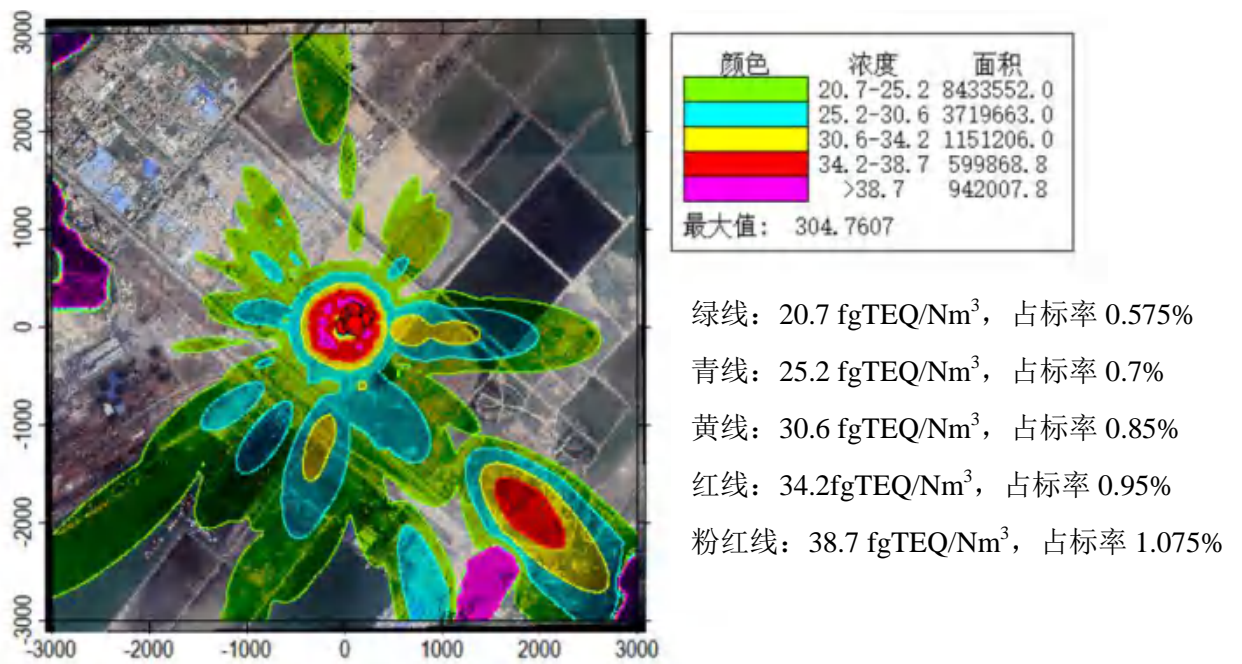 3000
2000
1000
0
-1000
-2000
-3000
-3000 -2000 -1000 0 1000 2000 3000
颜色 浓度 面积
20.7-25.2 8433552.0
25.2-30.6 3719663.0
30.6-34.2 1151206.0
34.2-38.7 599868.8
>38.7 942007.8
最大值: 304.7607
绿线：20.7 fgTEQ/Nm³，占标率 0.575%
青线：25.2 fgTEQ/Nm³，占标率 0.7%
黄线：30.6 fgTEQ/Nm³，占标率 0.85%
红线：34.2fgTEQ/Nm³，占标率 0.95%
粉红线：38.7 fgTEQ/Nm³，占标率 1.075%